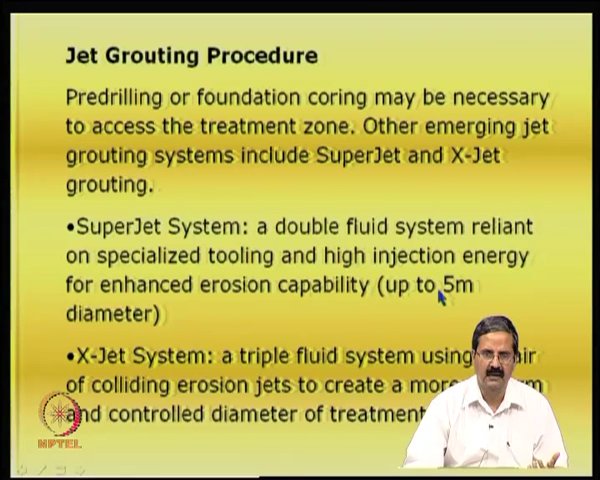 Jet Grouting Procedure
Predrilling or foundation coring may be necessary
to access the treatment zone. Other emerging jet
grouting systems include SuperJet and X-Jet
grouting.
•SuperJet System: a double fluid system reliant
on specialized tooling and high injection energy
for enhanced erosion capability (up to 5m
diameter)
•X-Jet System: a triple fluid system using
of colliding erosion jets to create a more
and controlled diameter of treatment
NPTEL